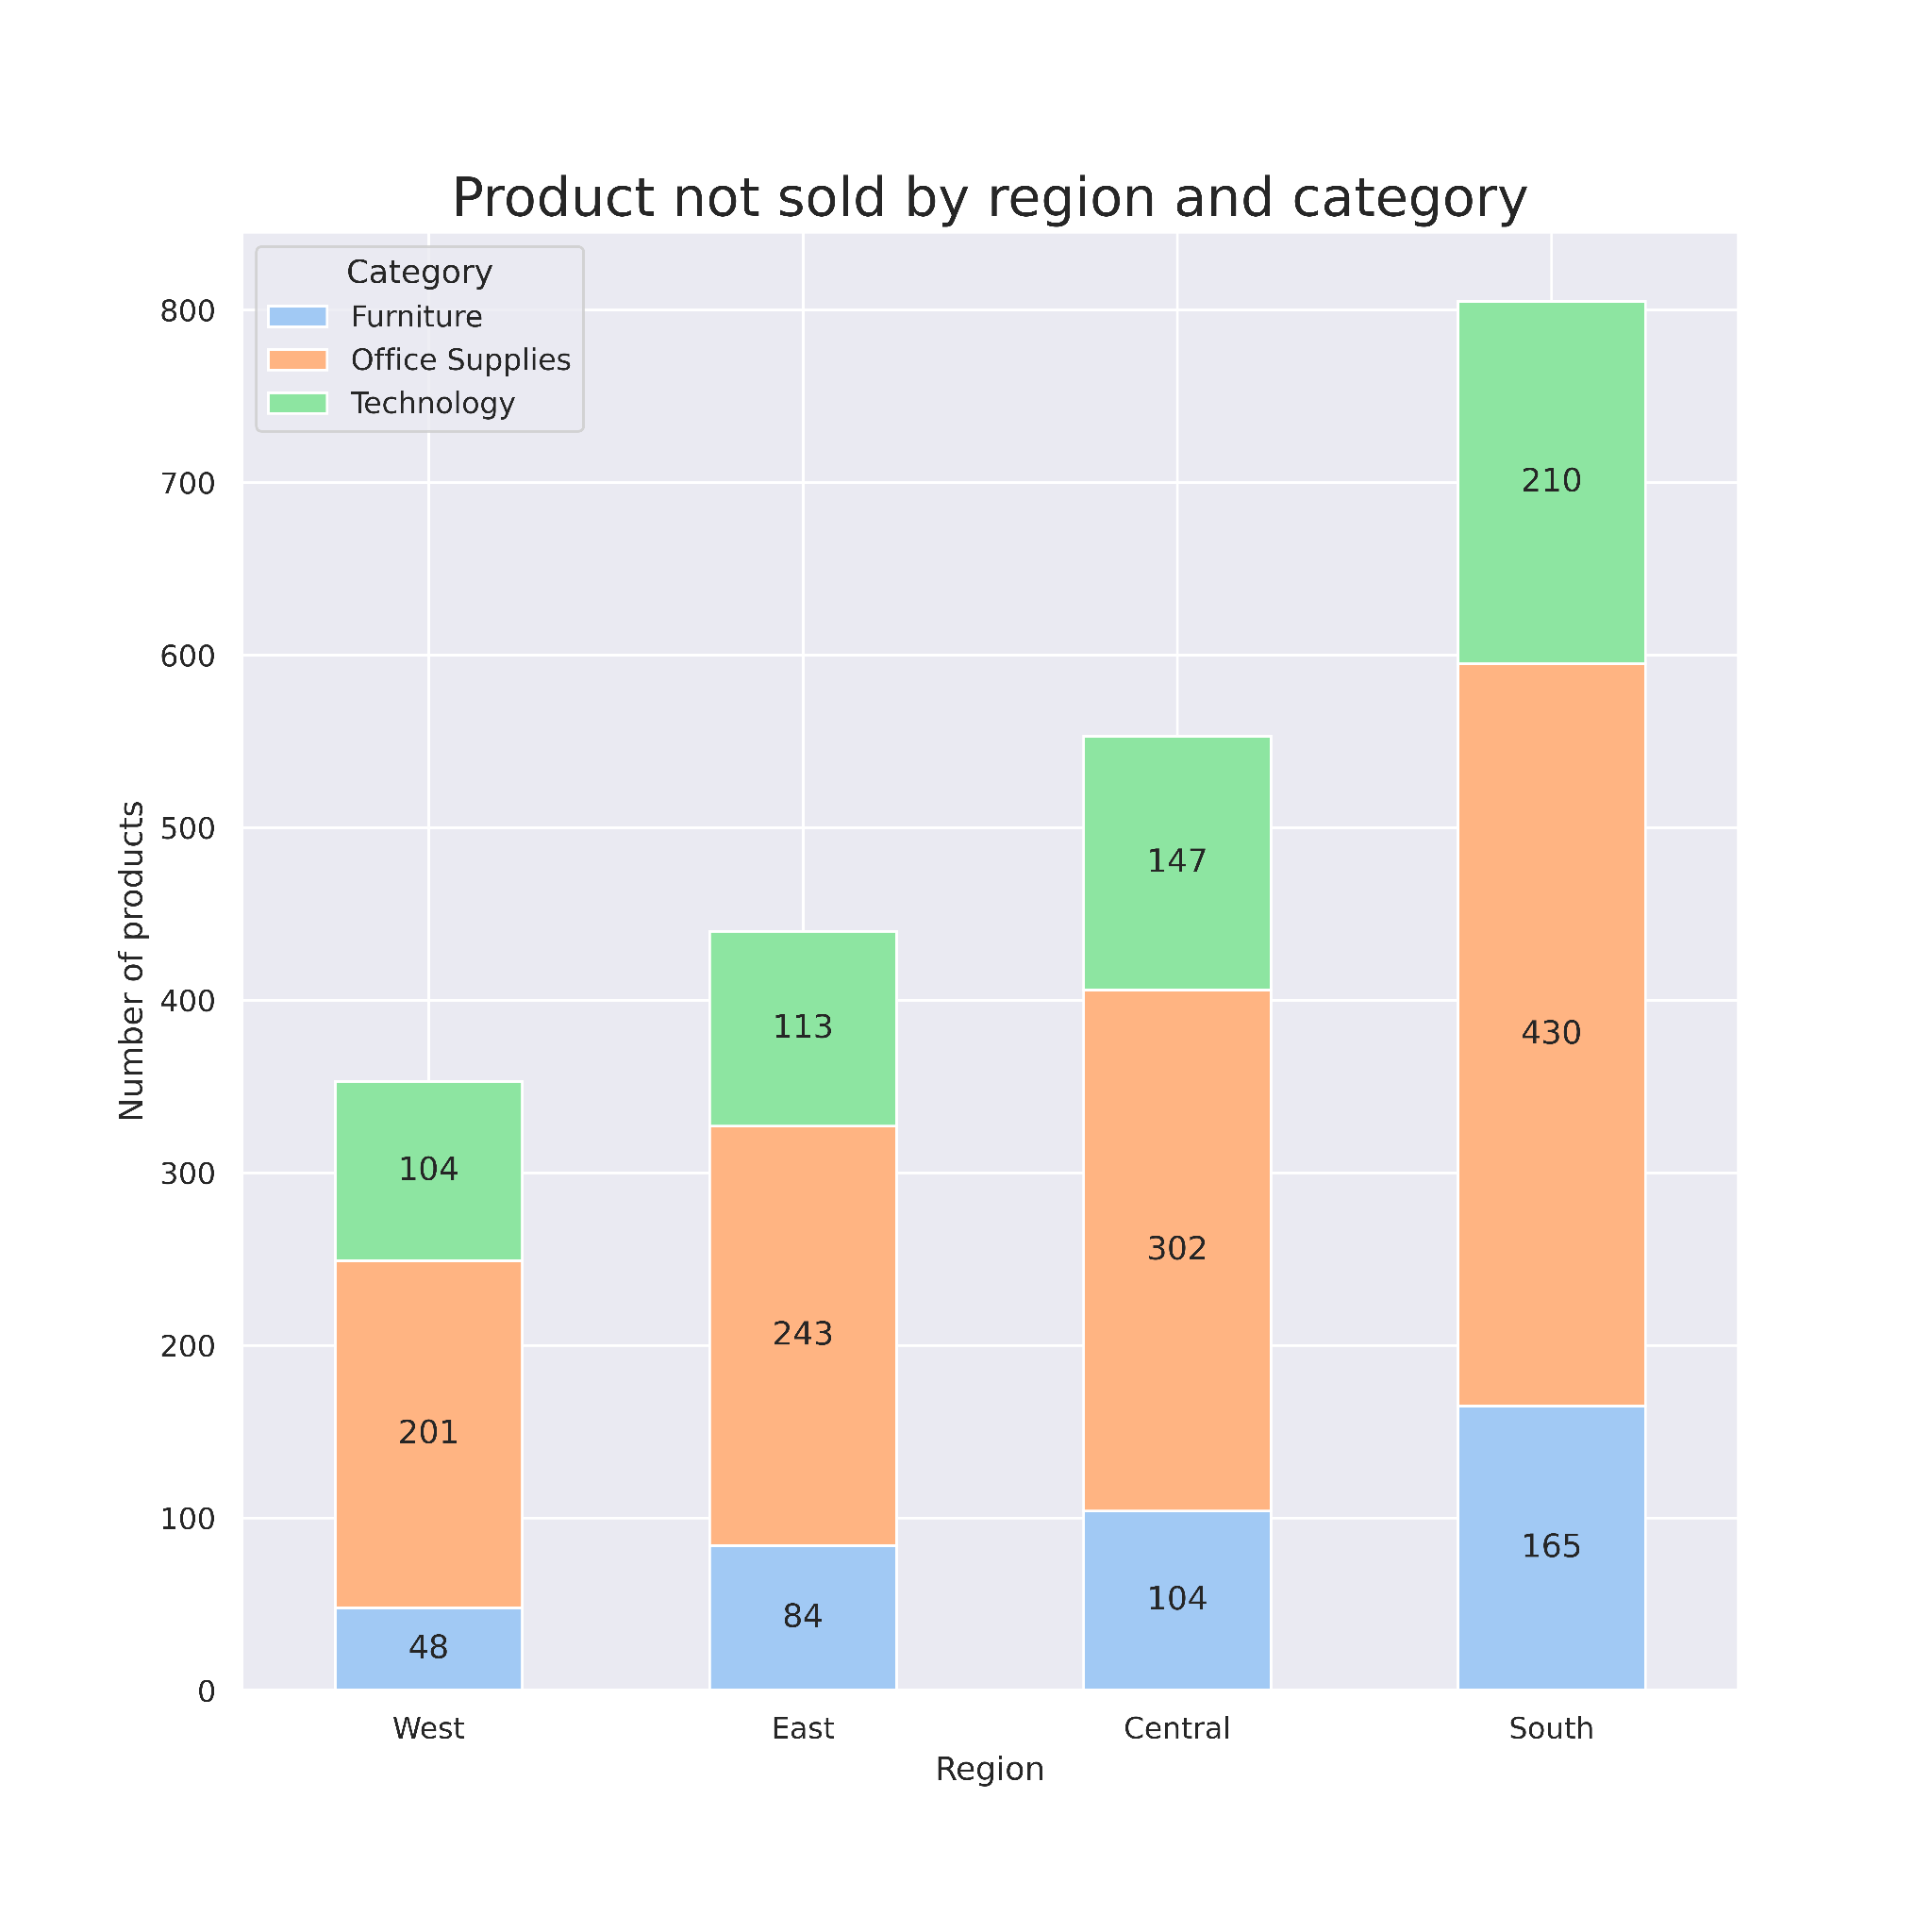 Product not sold by region and category
Category
Furniture
Office Supplies
Technology
800
700
600
500
400
300
200
100
0
Number of products
210
147
430
113
104
302
243
201
165
104
84
48
West East Central South
Region